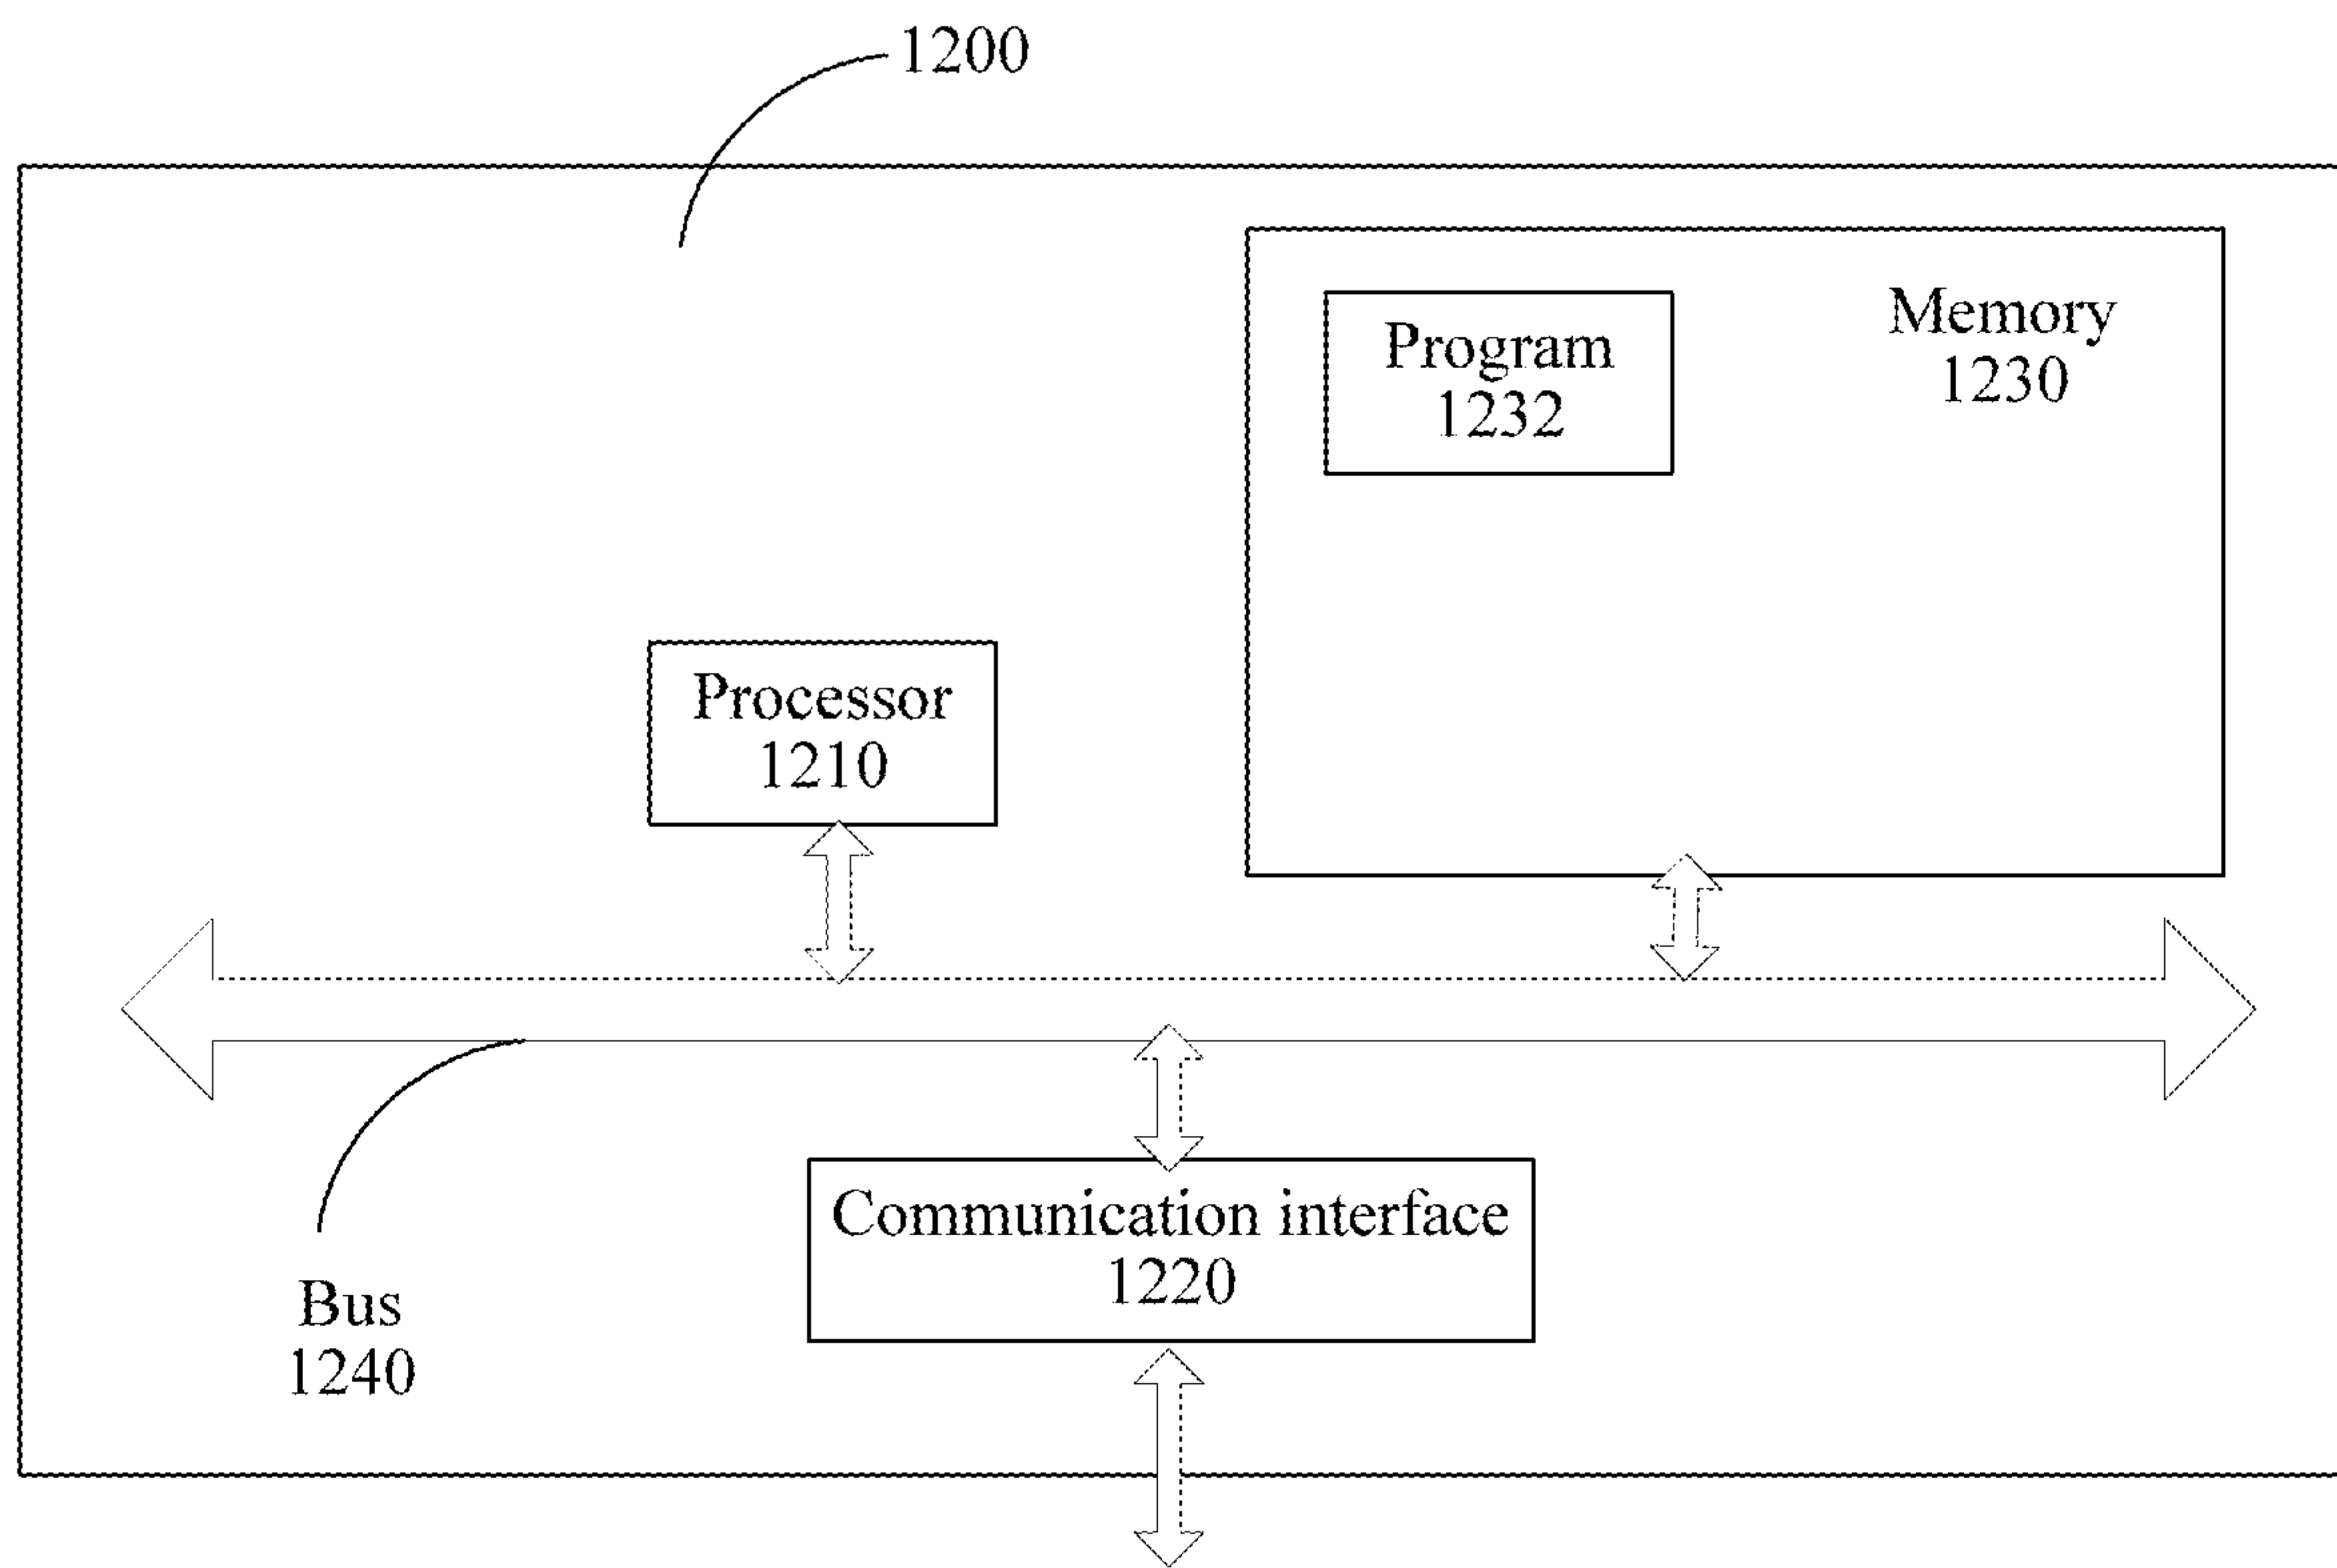 1200
Program
1232
Memory
1230
Processor
1210
Communication interface
1220
Bus
1240